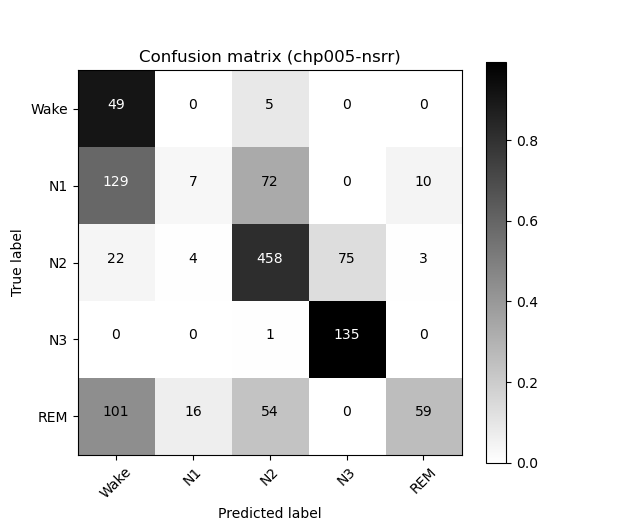 Confusion matrix (chp005-nsrr)
Wake 49 0 5 0 0
N1 129 7 72 0 10
N2 22 4 458 75 3
N3 0 0 1 135 0
REM 101 16 54 0 59
True label
Wake N1 N2 N3 REM
Predicted label
0.8
0.6
0.4
0.2
0.0